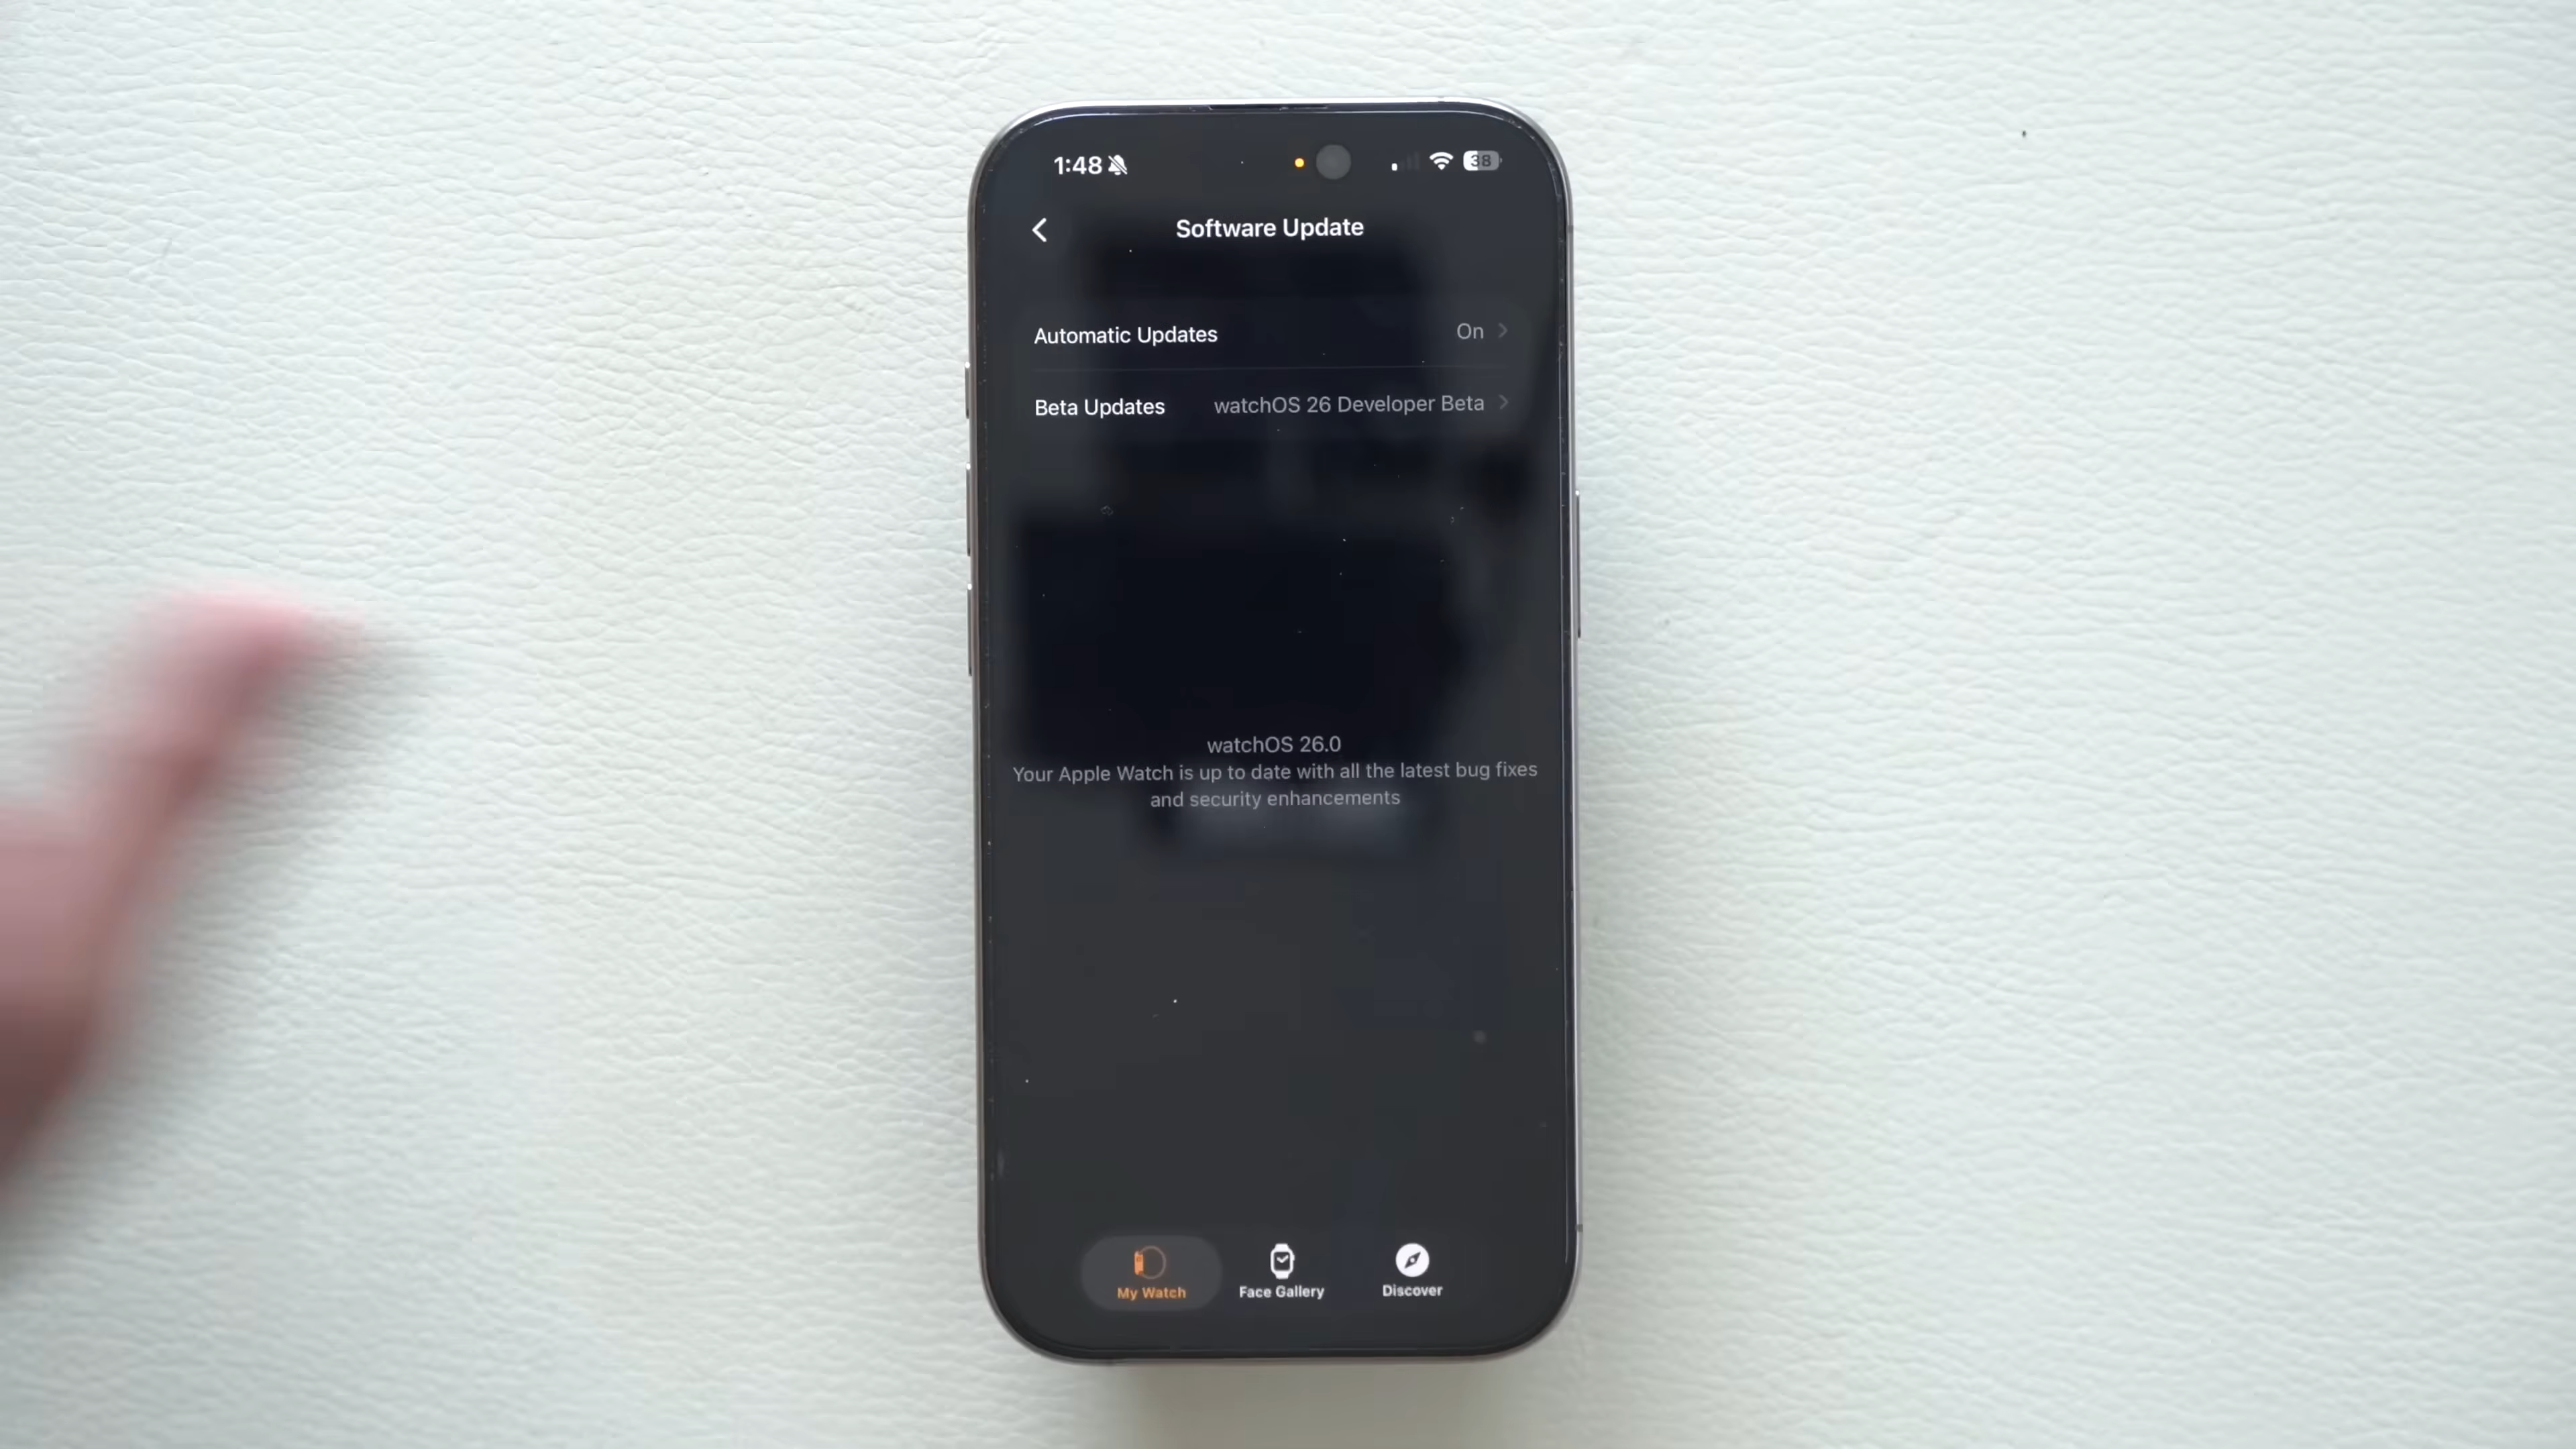 1:48
38
Software Update
Automatic Updates On
Beta Updates watchOS 26 Developer Beta
watchOS 26.0
Your Apple Watch is up to date with all the latest bug fixes
and security enhancements
My Watch Face Gallery Discover